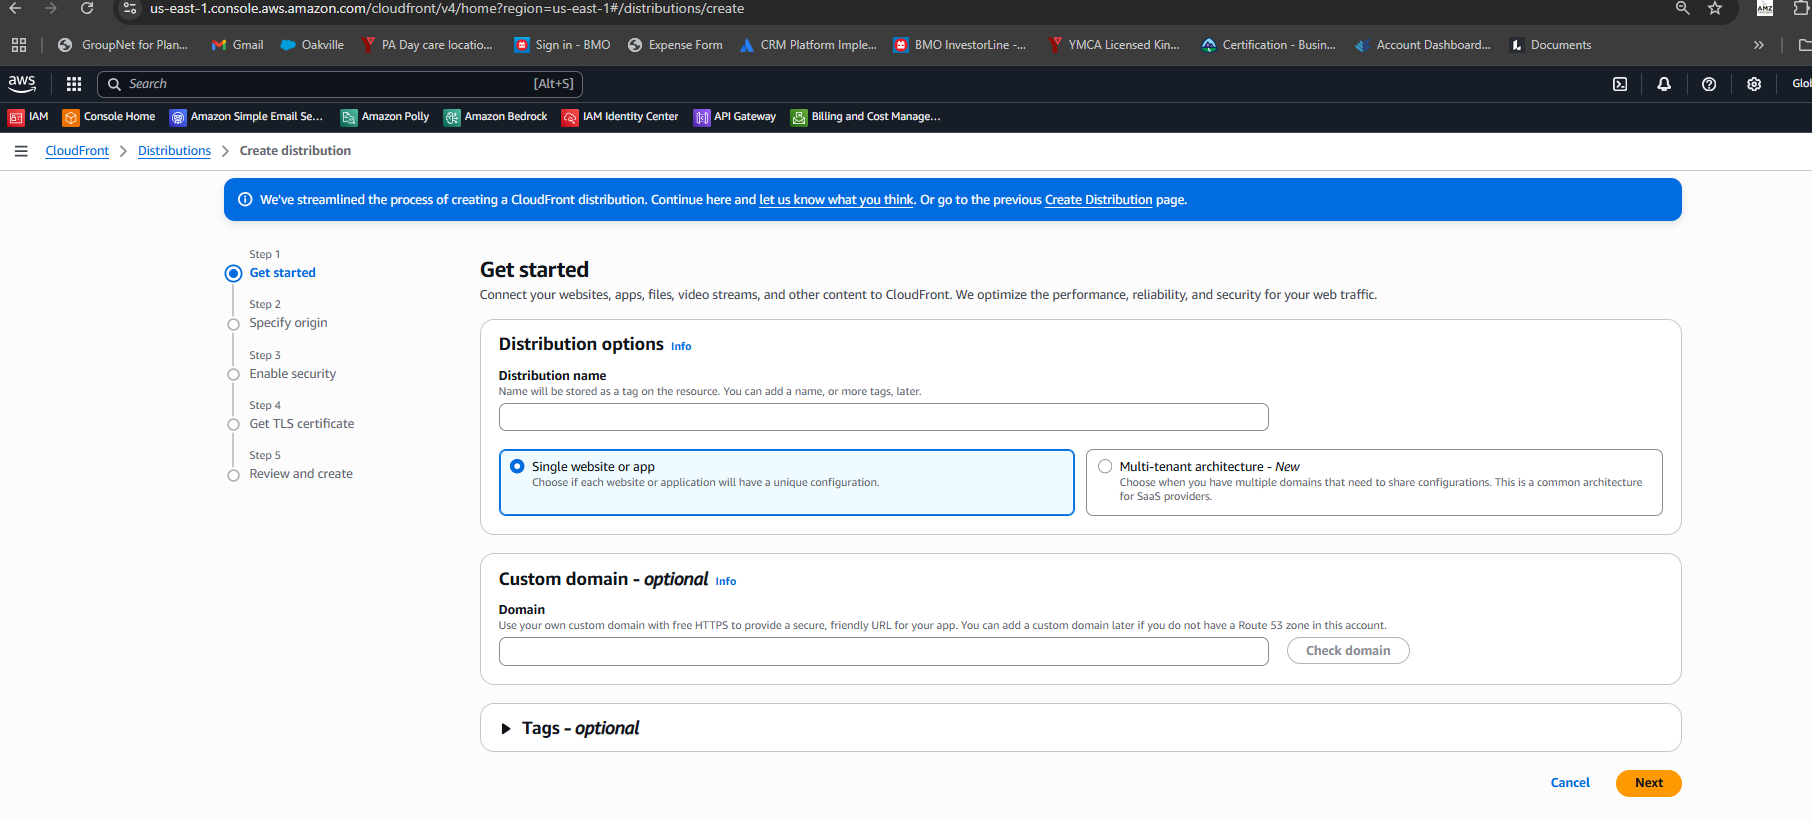 us-east-1.console.aws.amazon.com/cloudfront/v4/home?region=us-east-1#/distributions/create
GroupNet for Plan... Gmail Oakville PA Day care locatio... Sign in - BMO Expense Form CRM Platform Imple... BMO InvestorLine -... YMCA Licensed Kin... Certification - Busin... Account Dashboard... Documents
aws Search [Alt+S]
IAM Console Home Amazon Simple Email Se... Amazon Polly Amazon Bedrock IAM Identity Center API Gateway Billing and Cost Manage...
CloudFront Distributions Create distribution
We've streamlined the process of creating a CloudFront distribution. Continue here and let us know what you think. Or go to the previous Create Distribution page.
Step 1
Get started
Step 2
Specify origin
Step 3
Enable security
Step 4
Get TLS certificate
Step 5
Review and create
Get started
Connect your websites, apps, files, video streams, and other content to CloudFront. We optimize the performance, reliability, and security for your web traffic.
Distribution options Info
Distribution name
Name will be stored as a tag on the resource. You can add a name, or more tags, later.
Single website or app
Choose if each website or application will have a unique configuration.
Multi-tenant architecture - New
Choose when you have multiple domains that need to share configurations. This is a common architecture
for SaaS providers.
Custom domain - optional Info
Domain
Use your own custom domain with free HTTPS to provide a secure, friendly URL for your app. You can add a custom domain later if you do not have a Route 53 zone in this account.
Check domain
Tags - optional
Cancel Next